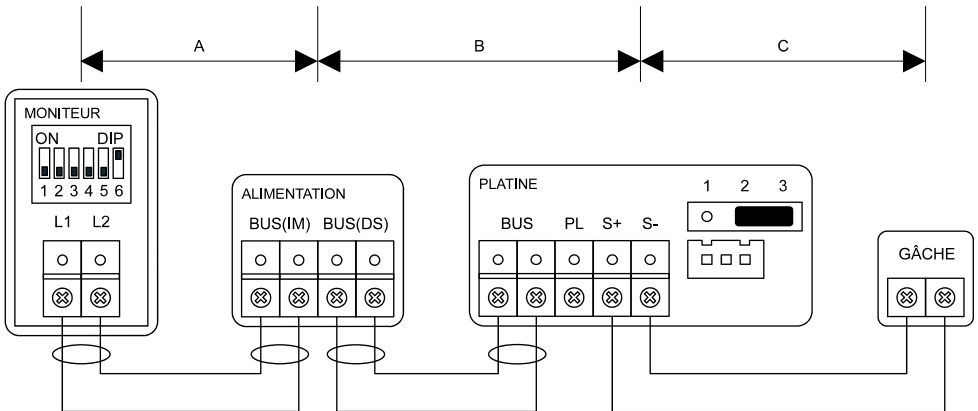 A B C
MONITEUR
ON DIP
1 2 3 4 5 6
L1 L2
ALIMENTATION
BUS(IM) BUS(DS)
PLATINE
1 2 3
BUS PL S+ S-
GÂCHE